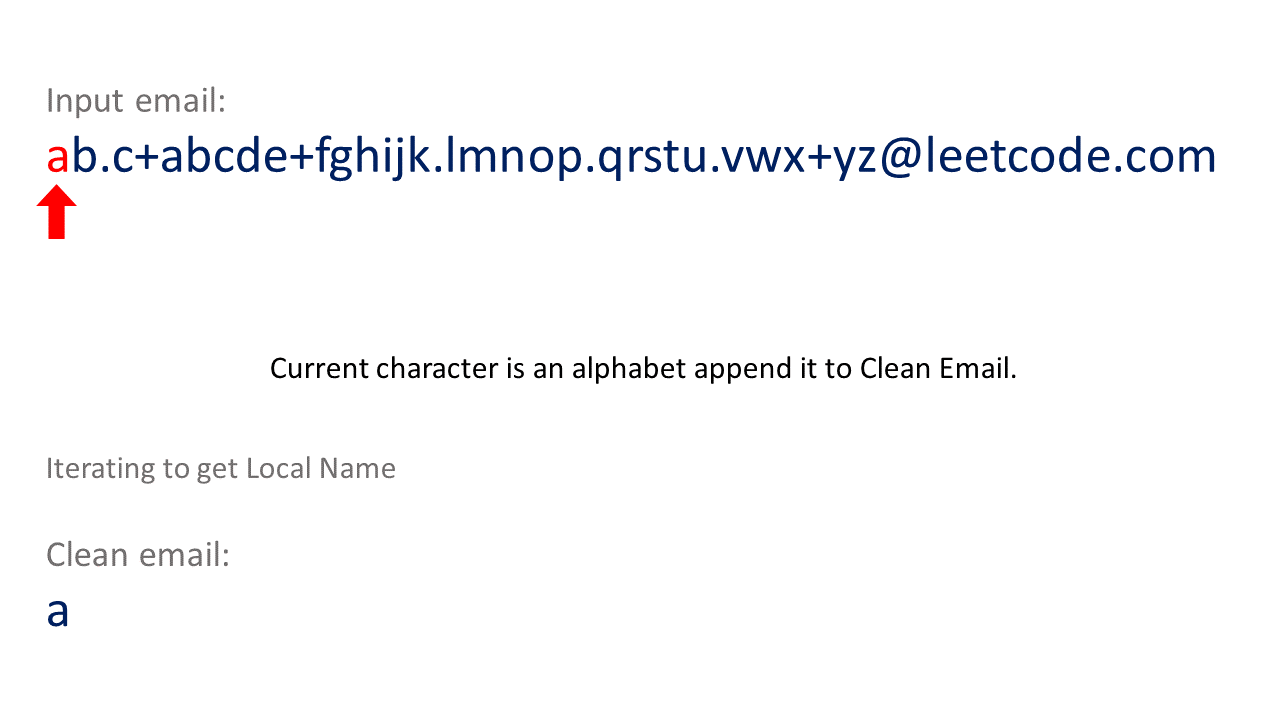 Input email:
ab.c+abcde+fghijk.lmnop.qrstu.vwx+yz@leetcode.com
Current character is an alphabet append it to Clean Email.
Iterating to get Local Name
Clean email:
a